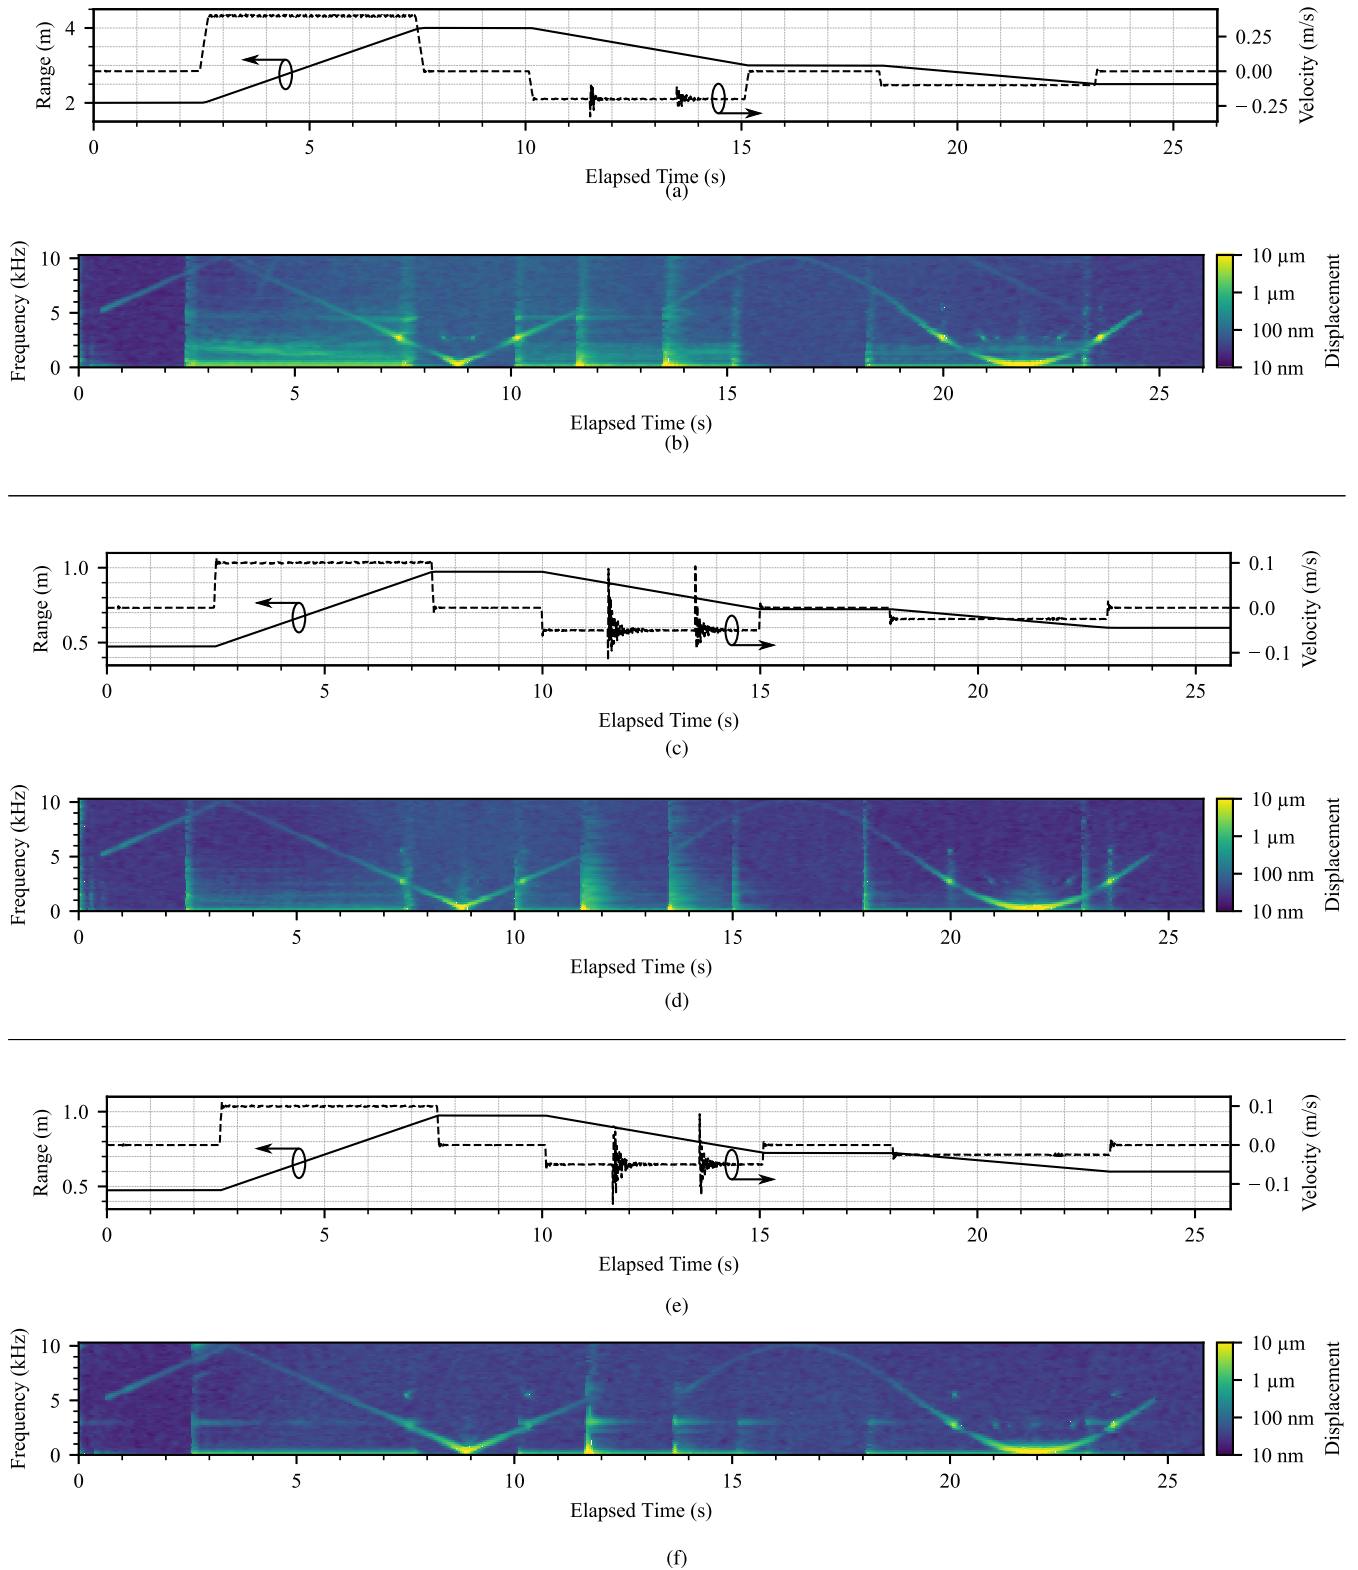 Range (m)
4
2
0.25
0.00
−0.25
Velocity (m/s)
0 5 10 15 20 25
Elapsed Time (s)
(a)
Frequency (kHz)
10
5
0
10 µm
1 µm
100 nm
10 nm
Displacement
0 5 10 15 20 25
Elapsed Time (s)
(b)
Range (m)
1.0
0.5
0.1
0.0
−0.1
Velocity (m/s)
0 5 10 15 20 25
Elapsed Time (s)
(c)
Frequency (kHz)
10
5
0
10 µm
1 µm
100 nm
10 nm
Displacement
0 5 10 15 20 25
Elapsed Time (s)
(d)
Range (m)
1.0
0.5
0.1
0.0
−0.1
Velocity (m/s)
0 5 10 15 20 25
Elapsed Time (s)
(e)
Frequency (kHz)
10
5
0
10 µm
1 µm
100 nm
10 nm
Displacement
0 5 10 15 20 25
Elapsed Time (s)
(f)